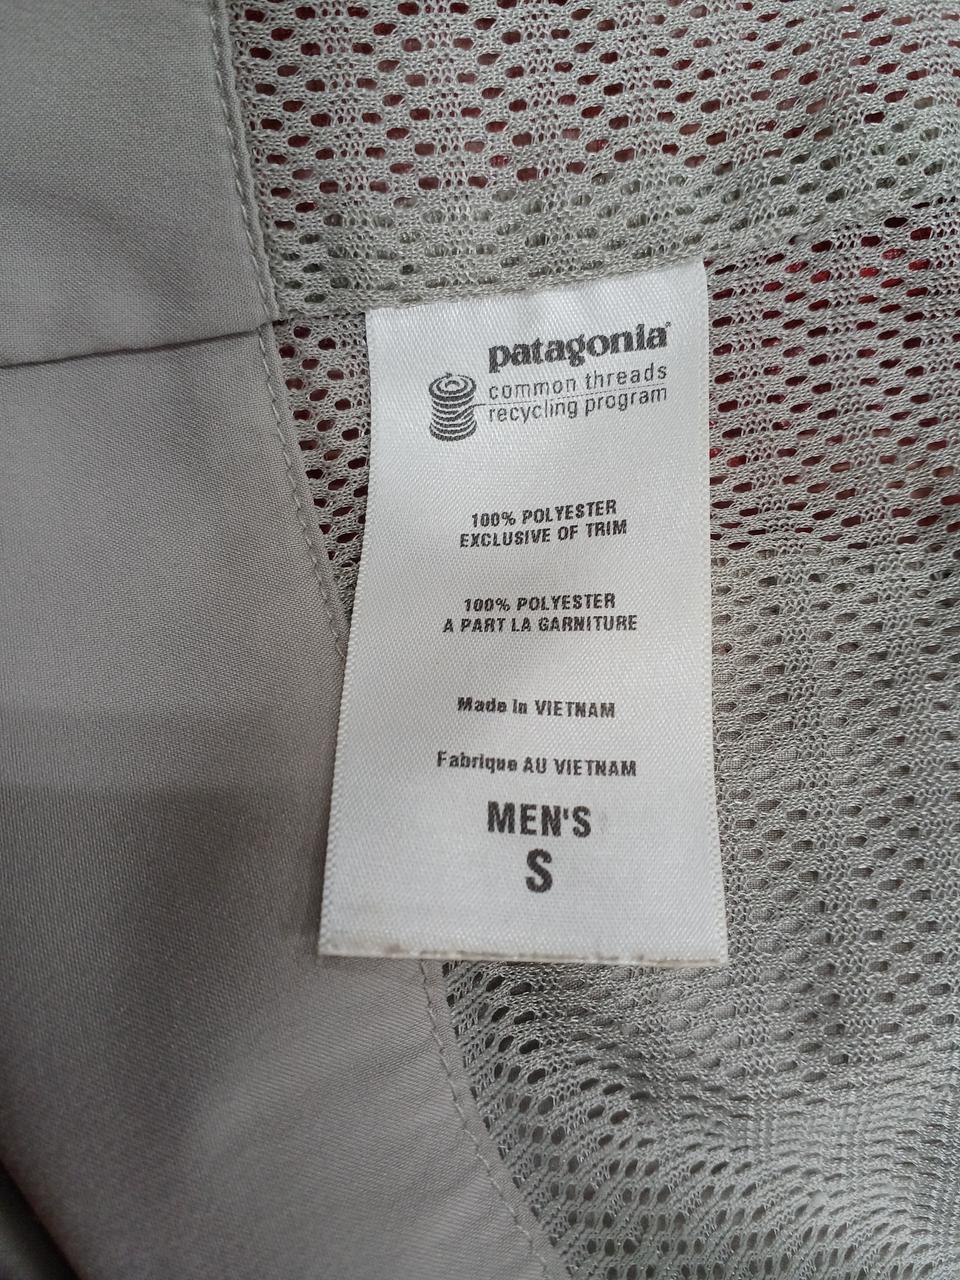 patagonia®
common threads
recycling program
100% POLYESTER
EXCLUSIVE OF TRIM
100% POLYESTER
A PART LA GARNITURE
Made in VIETNAM
Fabrique AU VIETNAM
MEN'S
S